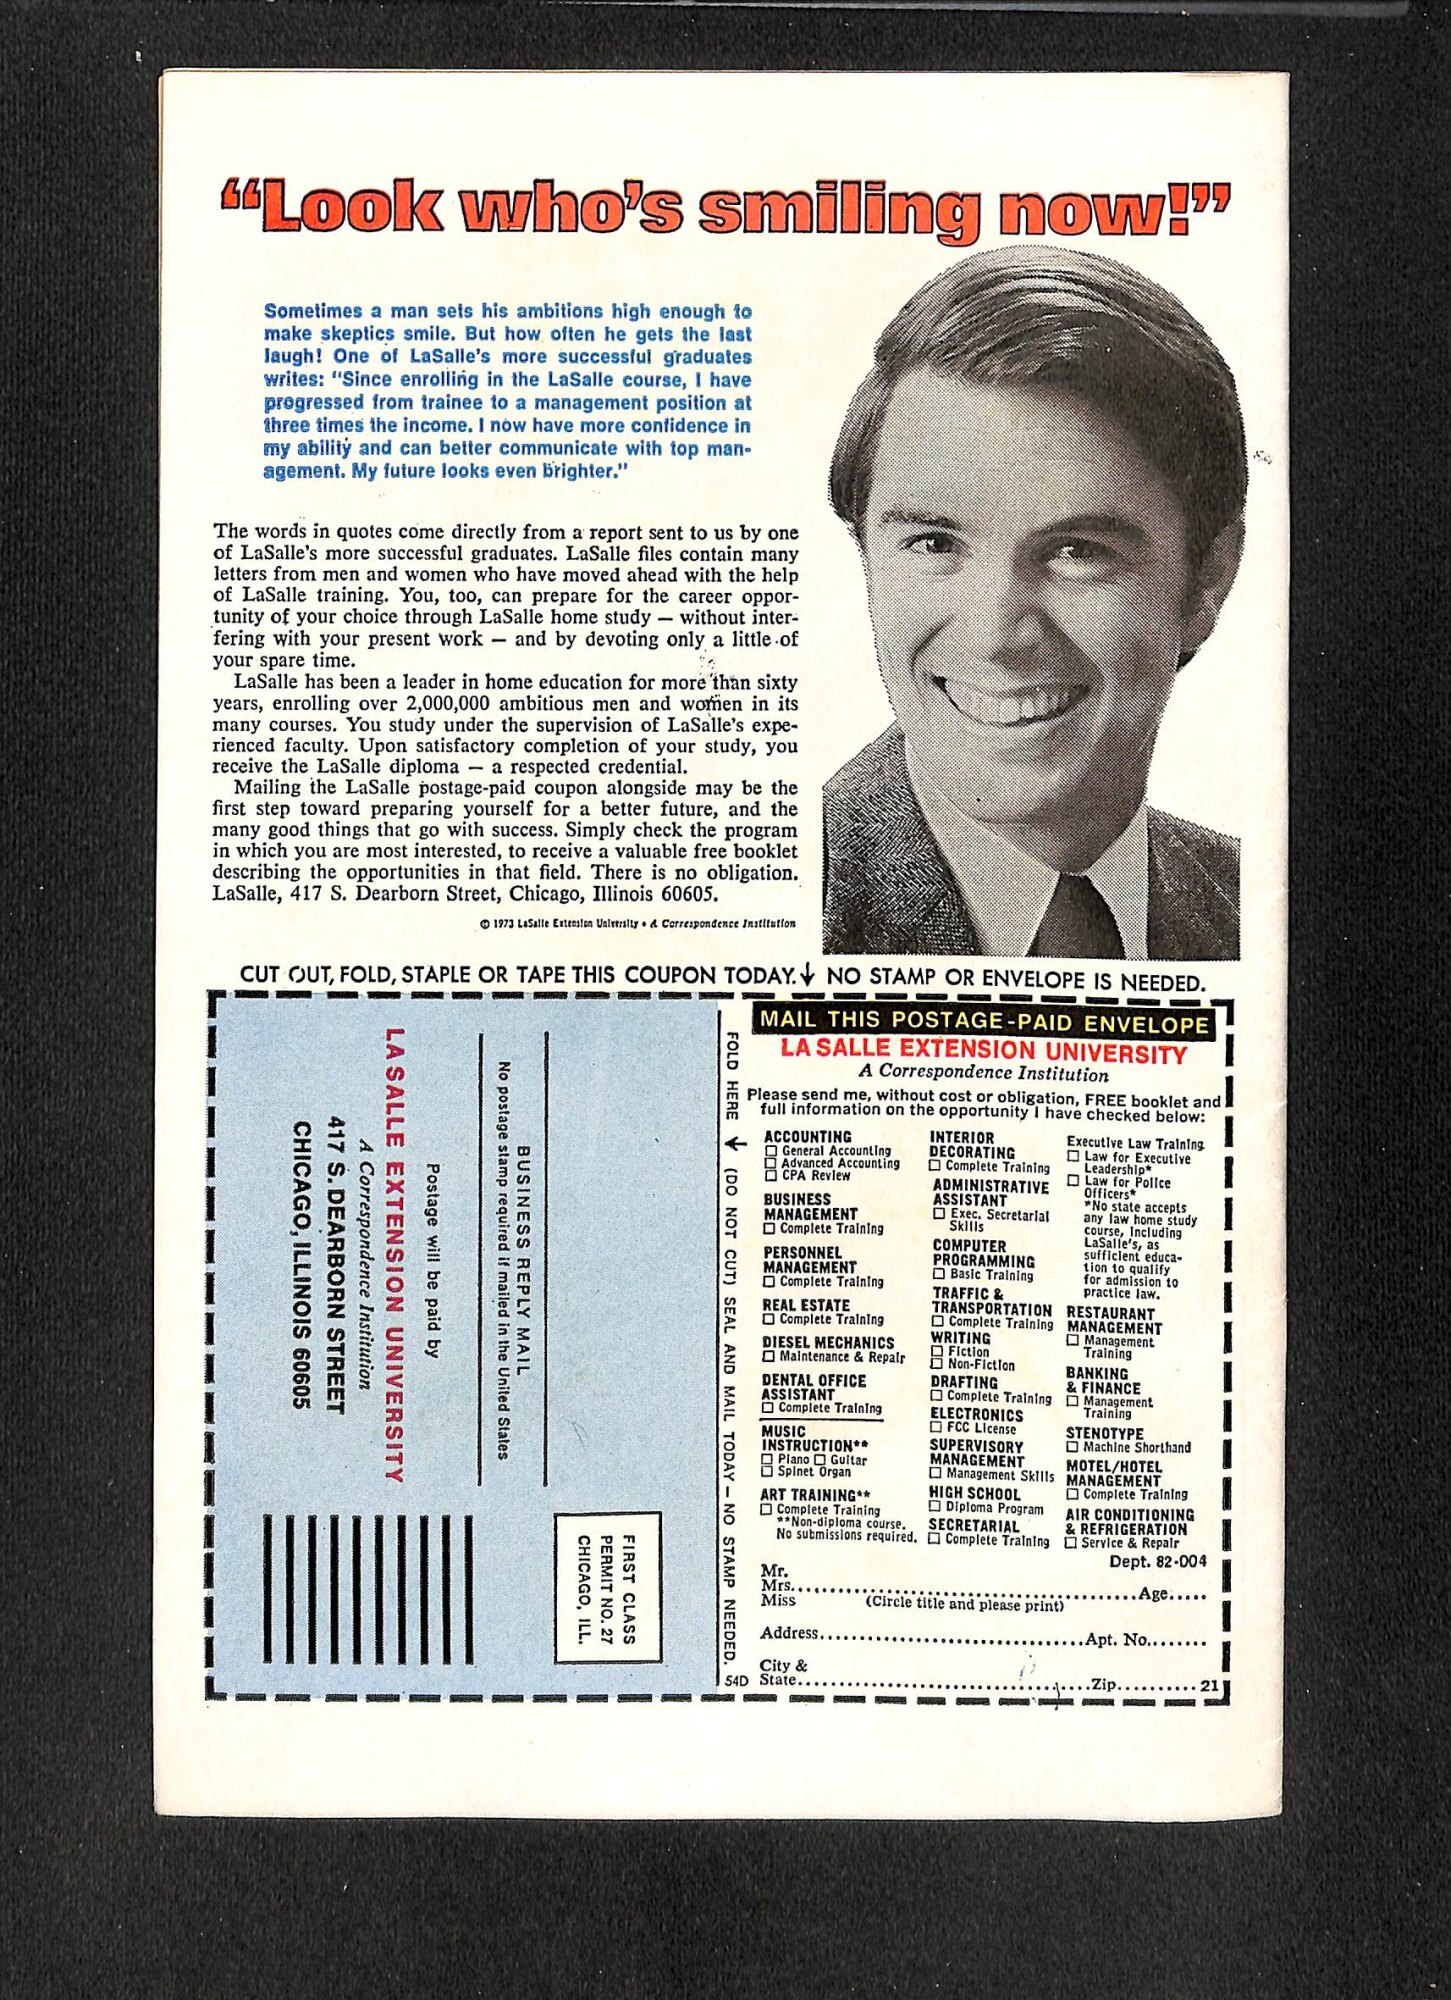 “Look who’s smiling now!”
Sometimes a man sets his ambitions high enough to
make skeptics smile. But how often he gets the last
laugh! One of LaSalle's more successful graduates
writes: "Since enrolling in the LaSalle course, I have
progressed from trainee to a management position at
three times the income. I now have more confidence in
my ability and can better communicate with top man-
agement. My future looks even brighter."
The words in quotes come directly from a report sent to us by one
of LaSalle's more successful graduates. LaSalle files contain many
letters from men and women who have moved ahead with the help
of LaSalle training. You, too, can prepare for the career oppor-
tunity of your choice through LaSalle home study — without inter-
fering with your present work — and by devoting only a little of
your spare time.
LaSalle has been a leader in home education for more than sixty
years, enrolling over 2,000,000 ambitious men and women in its
many courses. You study under the supervision of LaSalle's expe-
rienced faculty. Upon satisfactory completion of your study, you
receive the LaSalle diploma — a respected credential.
Mailing the LaSalle postage-paid coupon alongside may be the
first step toward preparing yourself for a better future, and the
many good things that go with success. Simply check the program
in which you are most interested, to receive a valuable free booklet
describing the opportunities in that field. There is no obligation.
LaSalle, 417 S. Dearborn Street, Chicago, Illinois 60605.
© 1973 LaSalle Extension University • A Correspondence Institution
CUT OUT, FOLD, STAPLE OR TAPE THIS COUPON TODAY. ↓ NO STAMP OR ENVELOPE IS NEEDED.
FIRST CLASS
PERMIT NO. 27
CHICAGO, ILL.
BUSINESS REPLY MAIL
No postage stamp required if mailed in the United States
Postage will be paid by
LASALLE EXTENSION UNIVERSITY
A Correspondence Institution
417 S. DEARBORN STREET
CHICAGO, ILLINOIS 60605
FOLD HERE ↓ (DO NOT CUT) SEAL AND MAIL TODAY — NO STAMP NEEDED.
54D
MAIL THIS POSTAGE-PAID ENVELOPE
LA SALLE EXTENSION UNIVERSITY
A Correspondence Institution
Please send me, without cost or obligation, FREE booklet and
full information on the opportunity I have checked below:
ACCOUNTING
☐ General Accounting
☐ Advanced Accounting
☐ CPA Review
BUSINESS
MANAGEMENT
☐ Complete Training
PERSONNEL
MANAGEMENT
☐ Complete Training
REAL ESTATE
☐ Complete Training
DIESEL MECHANICS
☐ Maintenance & Repair
DENTAL OFFICE
ASSISTANT
☐ Complete Training
MUSIC
INSTRUCTION**
☐ Piano ☐ Guitar
☐ Spinet Organ
ART TRAINING**
☐ Complete Training
**Non-diploma course.
No submissions required.
INTERIOR
DECORATING
☐ Complete Training
ADMINISTRATIVE
ASSISTANT
☐ Exec. Secretarial
Skills
COMPUTER
PROGRAMMING
☐ Basic Training
TRAFFIC &
TRANSPORTATION
☐ Complete Training
WRITING
☐ Fiction
☐ Non-Fiction
DRAFTING
☐ Complete Training
ELECTRONICS
☐ FCC License
SUPERVISORY
MANAGEMENT
☐ Management Skills
HIGH SCHOOL
☐ Diploma Program
SECRETARIAL
☐ Complete Training
Executive Law Training
☐ Law for Executive
Leadership*
☐ Law for Police
Officers*
*No state accepts
any law home study
course, including
LaSalle's, as
sufficient educa-
tion to qualify
for admission to
practice law.
RESTAURANT
MANAGEMENT
☐ Management
Training
BANKING
& FINANCE
☐ Management
Training
STENOTYPE
☐ Machine Shorthand
MOTEL/HOTEL
MANAGEMENT
☐ Complete Training
AIR CONDITIONING
& REFRIGERATION
☐ Service & Repair
Dept. 82-004
Mr.
Mrs. .......... Age.....
Miss (Circle title and please print)
Address.......... Apt. No........
City &
State.......... Zip.......... 21